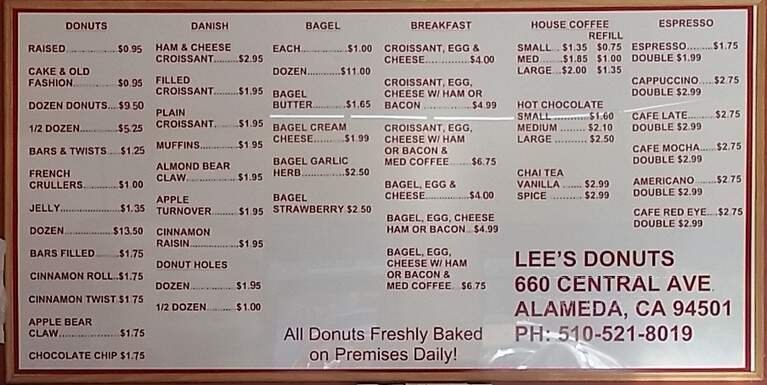 DONUTS
RAISED..............$0.95
CAKE & OLD
FASHION...........$0.95
DOZEN DONUTS....$9.50
1/2 DOZEN.........$5.25
BARS & TWISTS....$1.25
FRENCH
CRULLERS..........$1.00
JELLY................$1.35
DOZEN.............$13.50
BARS FILLED.......$1.75
CINNAMON ROLL..$1.75
CINNAMON TWIST.$1.75
APPLE BEAR
CLAW...............$1.75
CHOCOLATE CHIP $1.75
DANISH
HAM & CHEESE
CROISSANT.......$2.95
FILLED
CROISSANT.......$1.95
PLAIN
CROISSANT.......$1.95
MUFFINS...........$1.95
ALMOND BEAR
CLAW...............$1.95
APPLE
TURNOVER........$1.95
CINNAMON
RAISIN..............$1.95
DONUT HOLES
DOZEN.............$1.95
1/2 DOZEN........$1.00
BAGEL
EACH...............$1.00
DOZEN............$11.00
BAGEL
BUTTER...........$1.65
BAGEL CREAM
CHEESE...........$1.99
BAGEL GARLIC
HERB...............$2.50
BAGEL
STRAWBERRY.$2.50
BREAKFAST
CROISSANT, EGG &
CHEESE.............$4.00
CROISSANT, EGG,
CHEESE W/ HAM OR
BACON..............$4.99
CROISSANT, EGG,
CHEESE W/ HAM
OR BACON &
MED COFFEE......$6.75
BAGEL, EGG &
CHEESE.............$4.00
BAGEL, EGG, CHEESE
HAM OR BACON..$4.99
BAGEL, EGG,
CHEESE W/ HAM
OR BACON &
MED COFFEE...$6.75
HOUSE COFFEE
REFILL
SMALL... $1.35 $0.75
MED....... $1.85 $1.00
LARGE...$2.00 $1.35
HOT CHOCOLATE
SMALL ...........$1.60
MEDIUM ........ $2.10
LARGE ...........$2.50
CHAI TEA
VANILLA ...... $2.99
SPICE .......... $2.99
ESPRESSO
ESPRESSO.........$1.75
DOUBLE $1.99
CAPPUCCINO.....$2.75
DOUBLE $2.99
CAFE LATE.........$2.75
DOUBLE $2.99
CAFE MOCHA......$2.75
DOUBLE $2.99
AMERICANO.......$2.75
DOUBLE $2.99
CAFE RED EYE....$2.75
DOUBLE $2.99
All Donuts Freshly Baked
on Premises Daily!
LEE'S DONUTS
660 CENTRAL AVE
ALAMEDA, CA 94501
PH: 510-521-8019